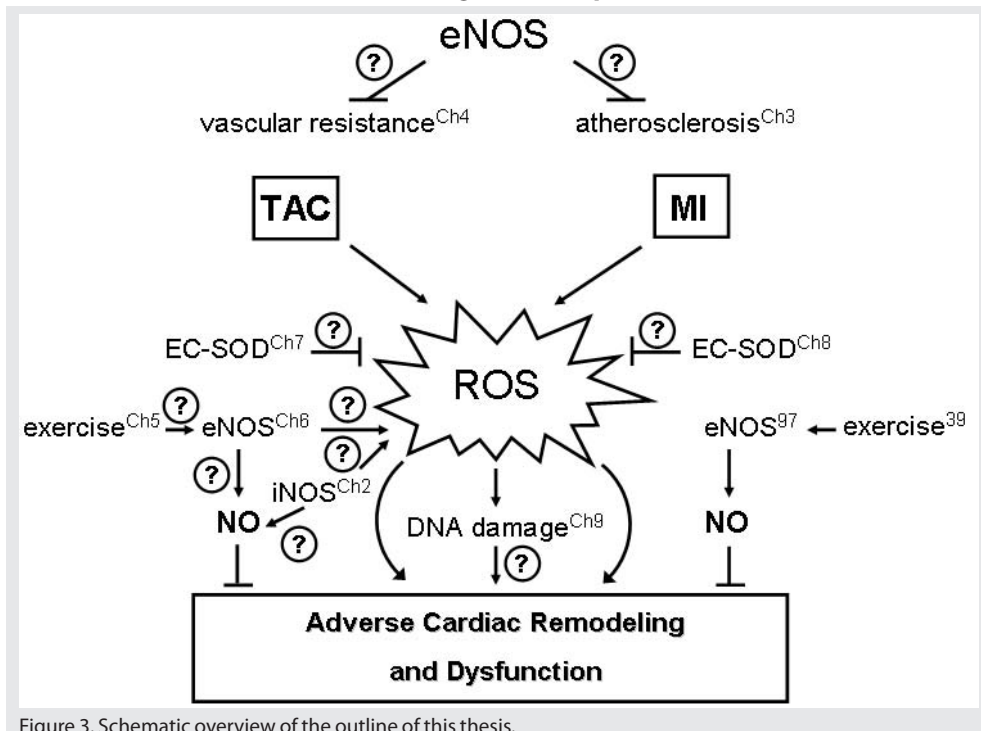 eNOS
? ?
vascular resistance^Ch4 atherosclerosis^Ch3
TAC MI
EC-SOD^Ch7 ? ? EC-SOD^Ch8
ROS
exercise^Ch5 ? eNOS^Ch6 ? eNOS^97 exercise^39
? iNOS^Ch2 ?
NO ? DNA damage^Ch9 NO
?
Adverse Cardiac Remodeling
and Dysfunction
Figure 3. Schematic overview of the outline of this thesis.